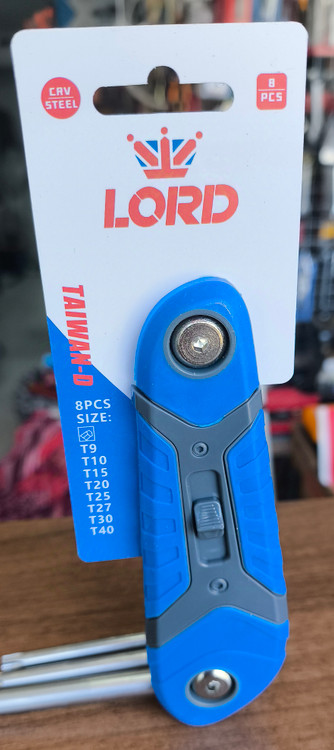 CRV
STEEL
8
PCS
LORD
TAIWAN-D
8PCS
SIZE:
T9
T10
T15
T20
T25
T27
T30
T40